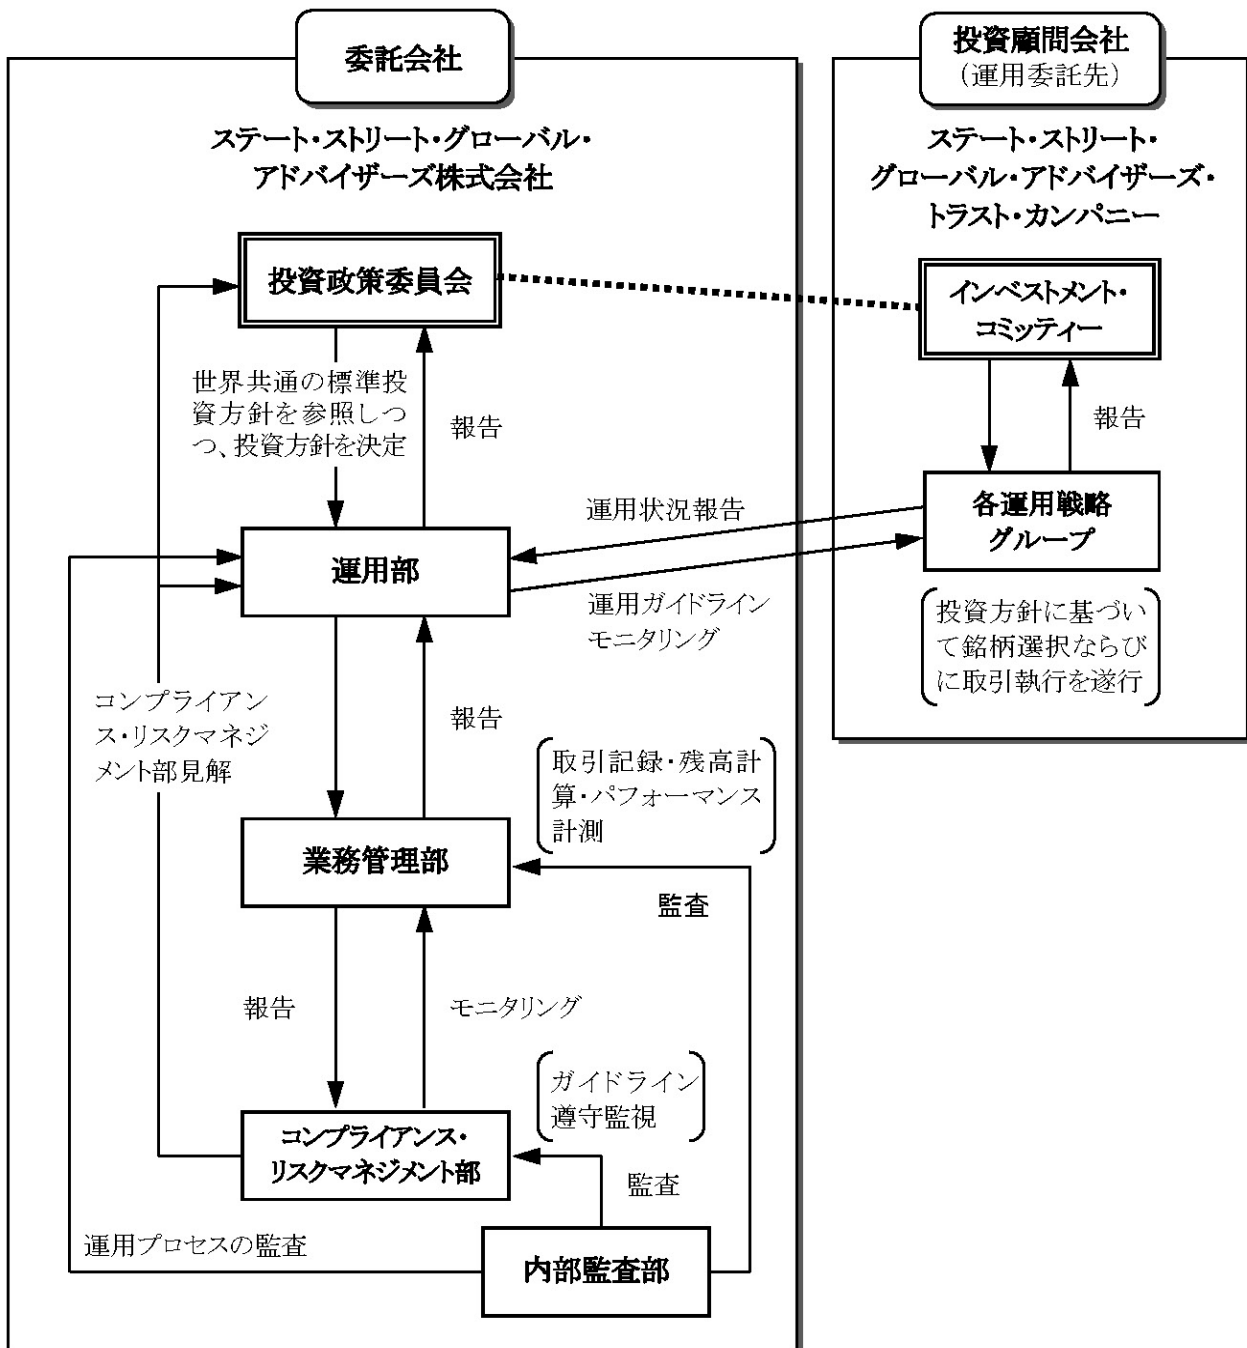 委託会社
ステート・ストリート・グローバル・
アドバイザーズ株式会社
投資政策委員会
世界共通の標準投
資方針を参照しつ
つ、投資方針を決定
報告
運用部
運用状況報告
運用ガイドライン
モニタリング
コンプライアン
ス・リスクマネジ
メント部見解
報告
取引記録・残高計
算・パフォーマンス
計測
業務管理部
監査
報告
モニタリング
ガイドライン
遵守監視
コンプライアンス・
リスクマネジメント部
監査
運用プロセスの監査
内部監査部
投資顧問会社
（運用委託先）
ステート・ストリート・
グローバル・アドバイザーズ・
トラスト・カンパニー
インベストメント・
コミッティー
報告
各運用戦略
グループ
投資方針に基づい
て銘柄選択ならび
に取引執行を遂行